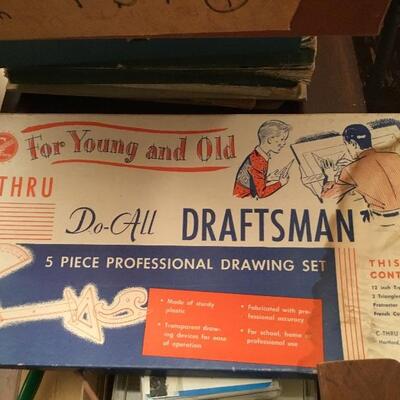 For Young and Old
THRU
Do-All DRAFTSMAN
5 PIECE PROFESSIONAL DRAWING SET
• Made of sturdy
plastic
• Transparent draw-
ing devices for ease
of operation
• Fabricated with pro-
fessional accuracy
• For school, home or
professional use
THIS
CONT
12 inch T
2 Triangle
Protractor
French Cu
C-THRU
Hartford,